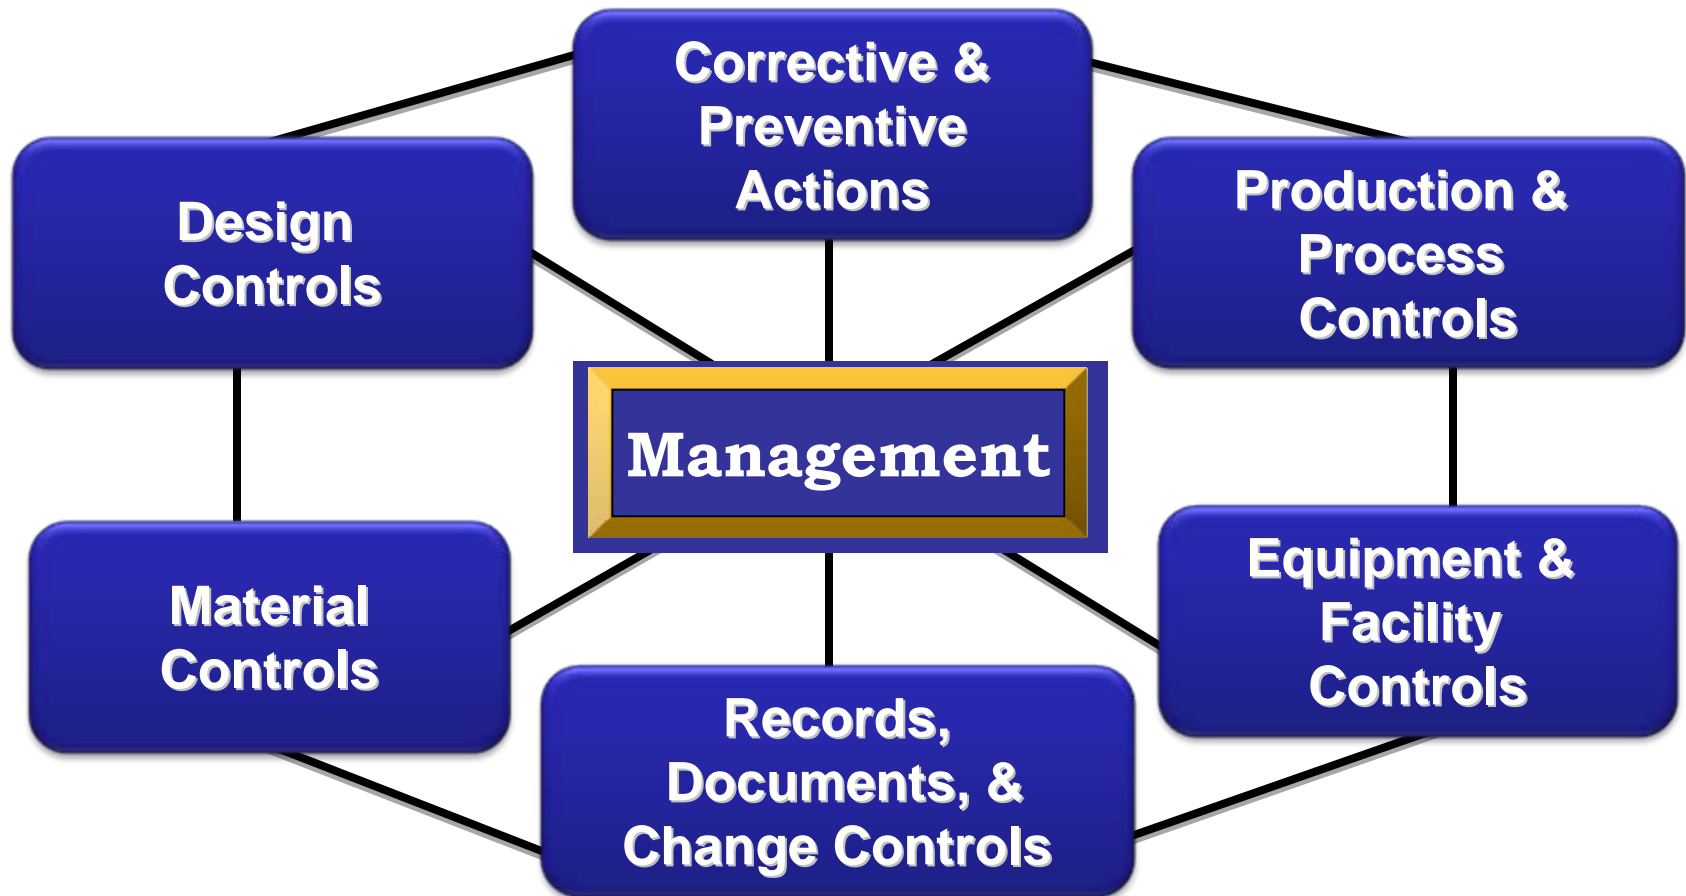 Corrective &
Preventive
Actions
Design
Controls
Production &
Process
Controls
Management
Material
Controls
Equipment &
Facility
Controls
Records,
Documents, &
Change Controls